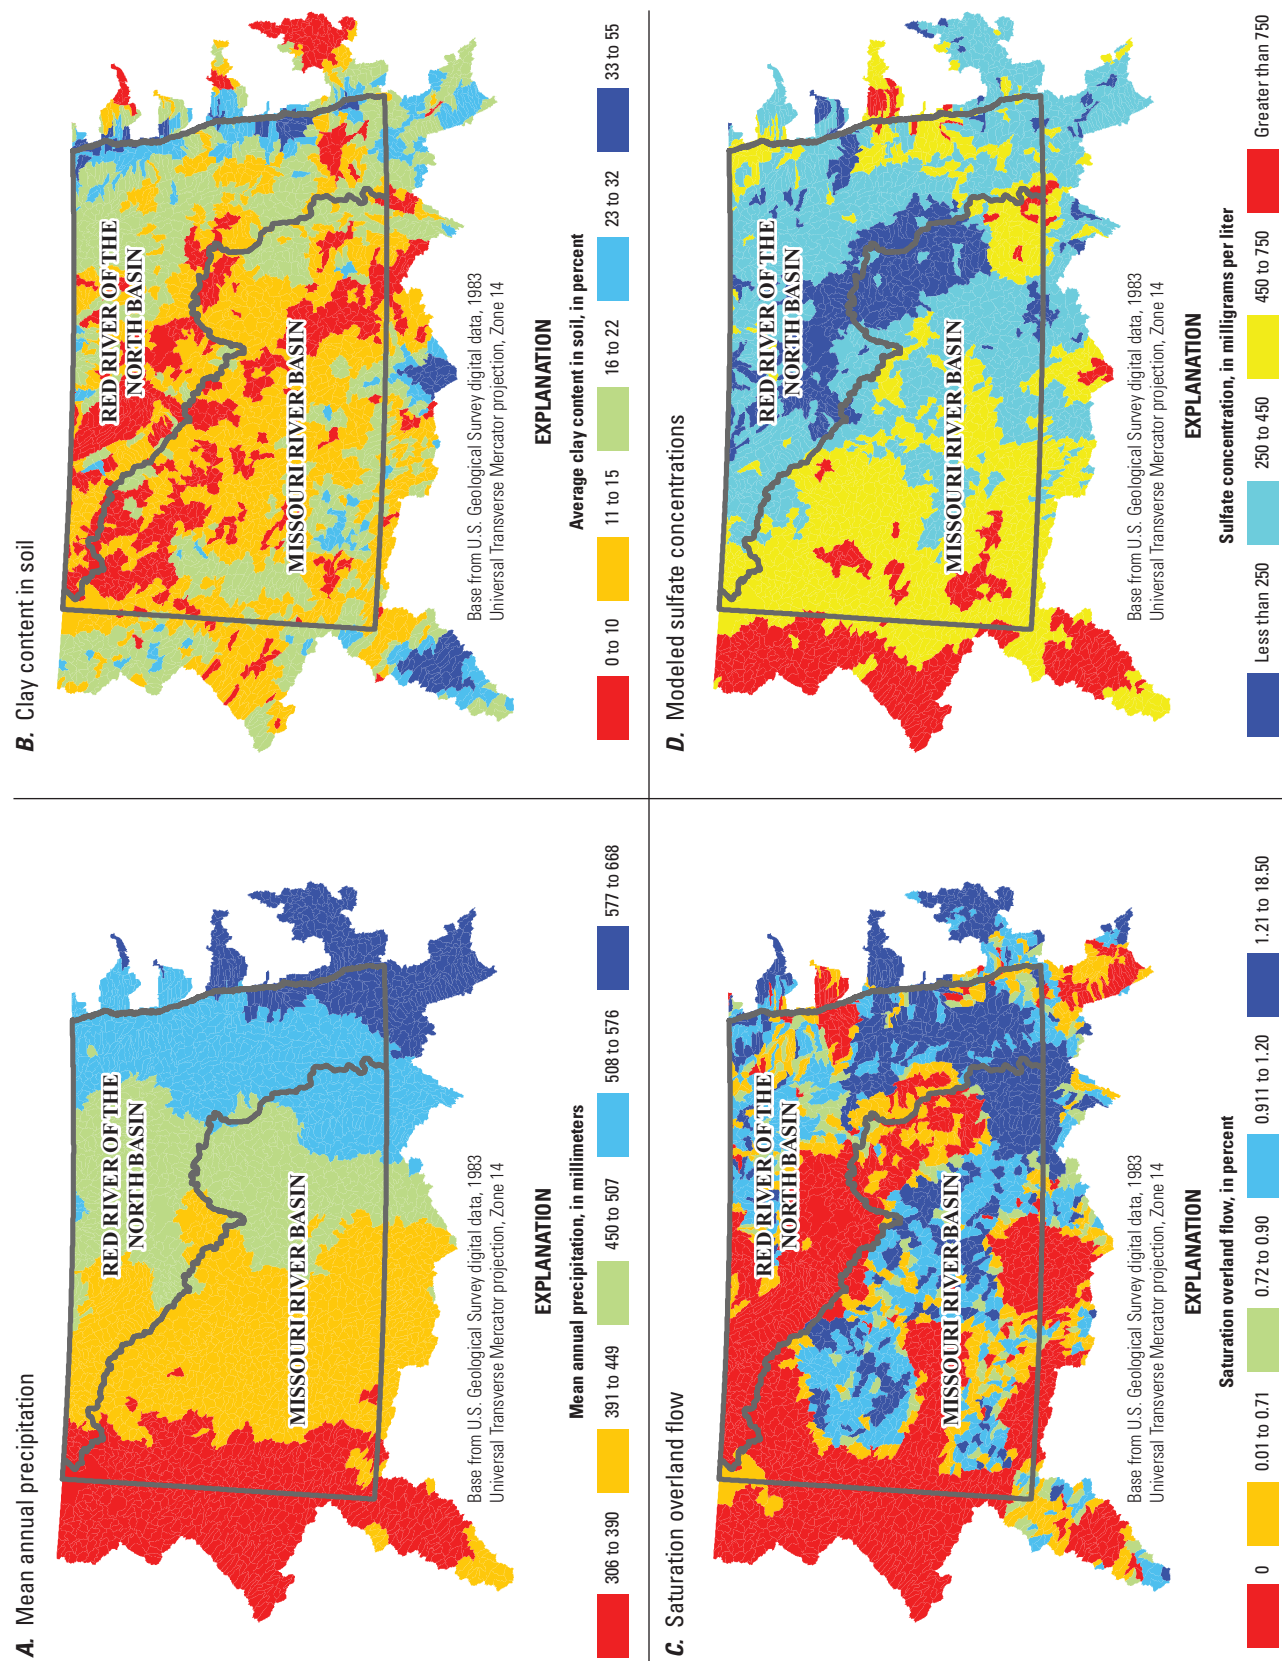 A. Mean annual precipitation
RED RIVER OF THE
NORTH BASIN
MISSOURI RIVER BASIN
Base from U.S. Geological Survey digital data, 1983
Universal Transverse Mercator projection, Zone 14
EXPLANATION
Mean annual precipitation, in millimeters
306 to 390
391 to 449
450 to 507
508 to 576
577 to 668
B. Clay content in soil
RED RIVER OF THE
NORTH BASIN
MISSOURI RIVER BASIN
Base from U.S. Geological Survey digital data, 1983
Universal Transverse Mercator projection, Zone 14
EXPLANATION
Average clay content in soil, in percent
0 to 10
11 to 15
16 to 22
23 to 32
33 to 55
C. Saturation overland flow
RED RIVER OF THE
NORTH BASIN
MISSOURI RIVER BASIN
Base from U.S. Geological Survey digital data, 1983
Universal Transverse Mercator projection, Zone 14
EXPLANATION
Saturation overland flow, in percent
0
0.01 to 0.71
0.72 to 0.90
0.911 to 1.20
1.21 to 18.50
D. Modeled sulfate concentrations
RED RIVER OF THE
NORTH BASIN
MISSOURI RIVER BASIN
Base from U.S. Geological Survey digital data, 1983
Universal Transverse Mercator projection, Zone 14
EXPLANATION
Sulfate concentration, in milligrams per liter
Less than 250
250 to 450
450 to 750
Greater than 750